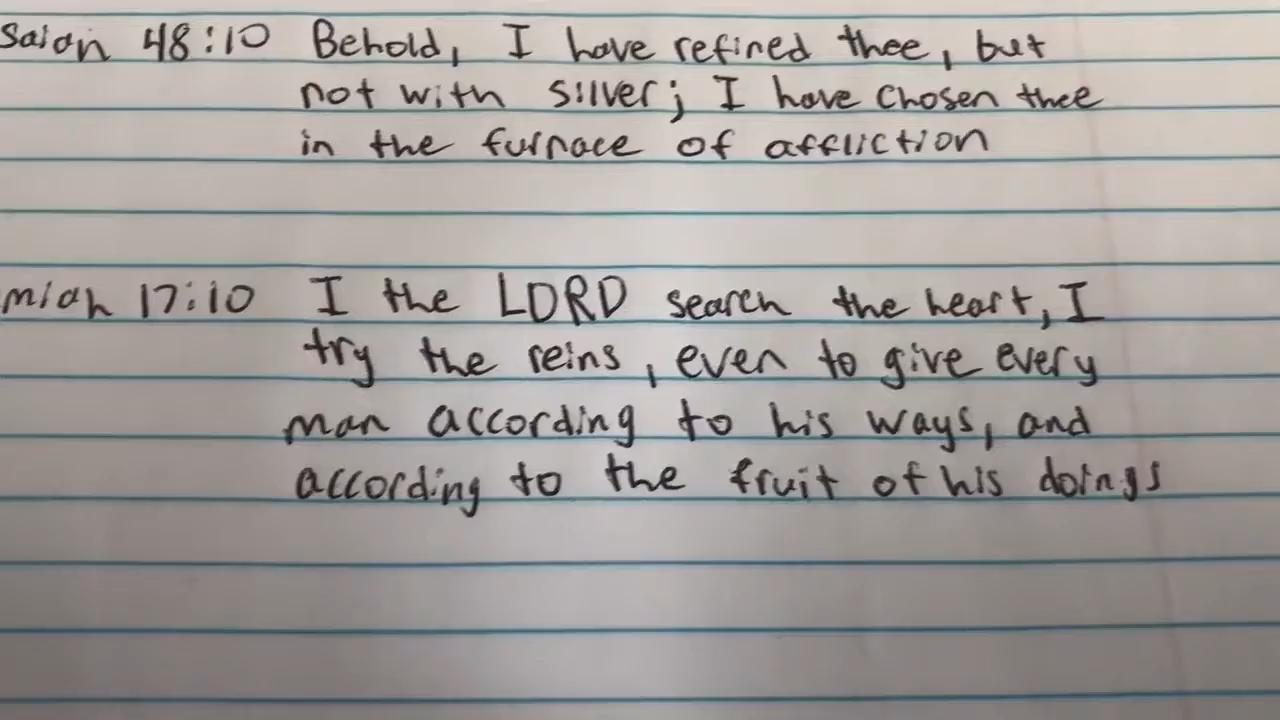 saiah 48:10 Behold, I have refined thee, but
not with silver; I have chosen thee
in the furnace of affliction
miah 17:10 I the LORD search the heart, I
try the reins, even to give every
man according to his ways, and
according to the fruit of his doings